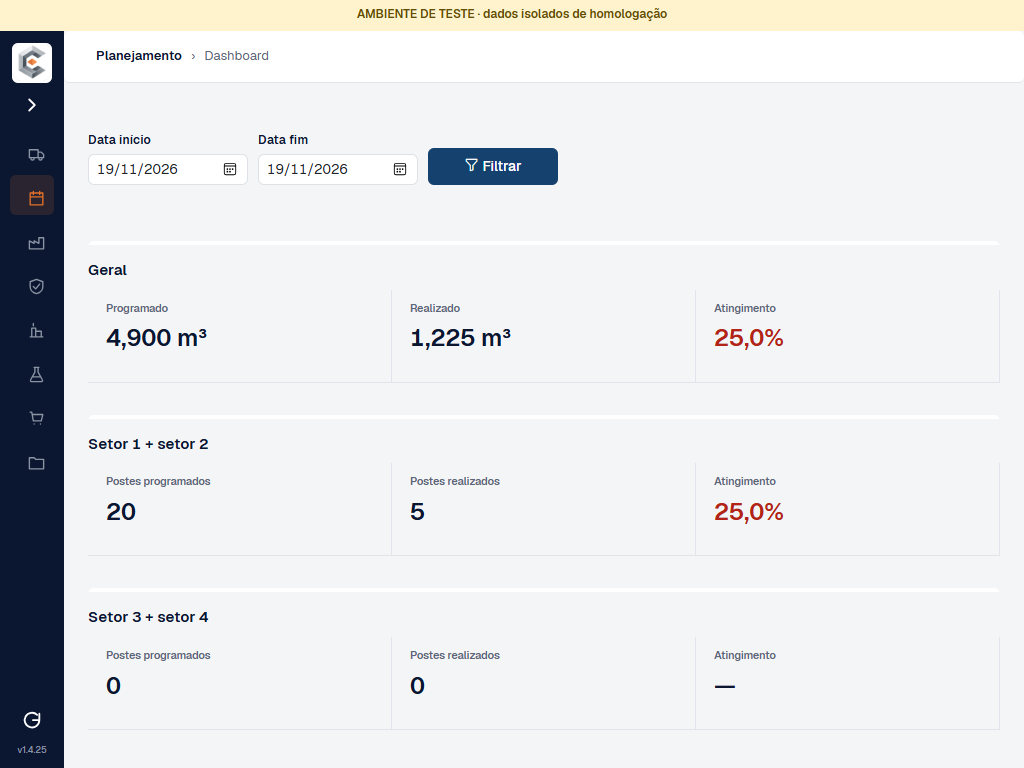 AMBIENTE DE TESTE · dados isolados de homologação
Planejamento › Dashboard
Data início
Data fim
19/11/2026
19/11/2026
Filtrar
Geral
Programado
Realizado
Atingimento
4,900 m³
1,225 m³
25,0%
Setor 1 + setor 2
Postes programados
Postes realizados
Atingimento
20
5
25,0%
Setor 3 + setor 4
Postes programados
Postes realizados
Atingimento
0
0
—
v1.4.25